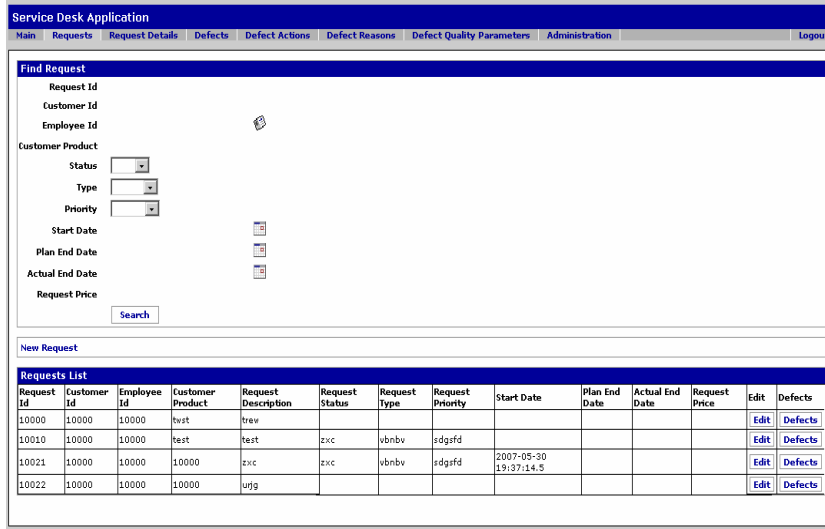 Service Desk Application
Main Requests Request Details Defects Defect Actions Defect Reasons Defect Quality Parameters Administration Logou
Find Request
Request Id
Customer Id
Employee Id
Customer Product
Status
Type
Priority
Start Date
Plan End Date
Actual End Date
Request Price
Search
New Request
Requests List
Request Id Customer Id Employee Id Customer Product Request Description Request Status Request Type Request Priority Start Date Plan End Date Actual End Date Request Price Edit Defects
10000 10000 10000 twst trew Edit Defects
10010 10000 10000 test test zxc vbnbv sdgsfd Edit Defects
10021 10000 10000 10000 zxc zxc vbnbv sdgsfd 2007-05-30 19:37:14.5 Edit Defects
10022 10000 10000 10000 urjg Edit Defects